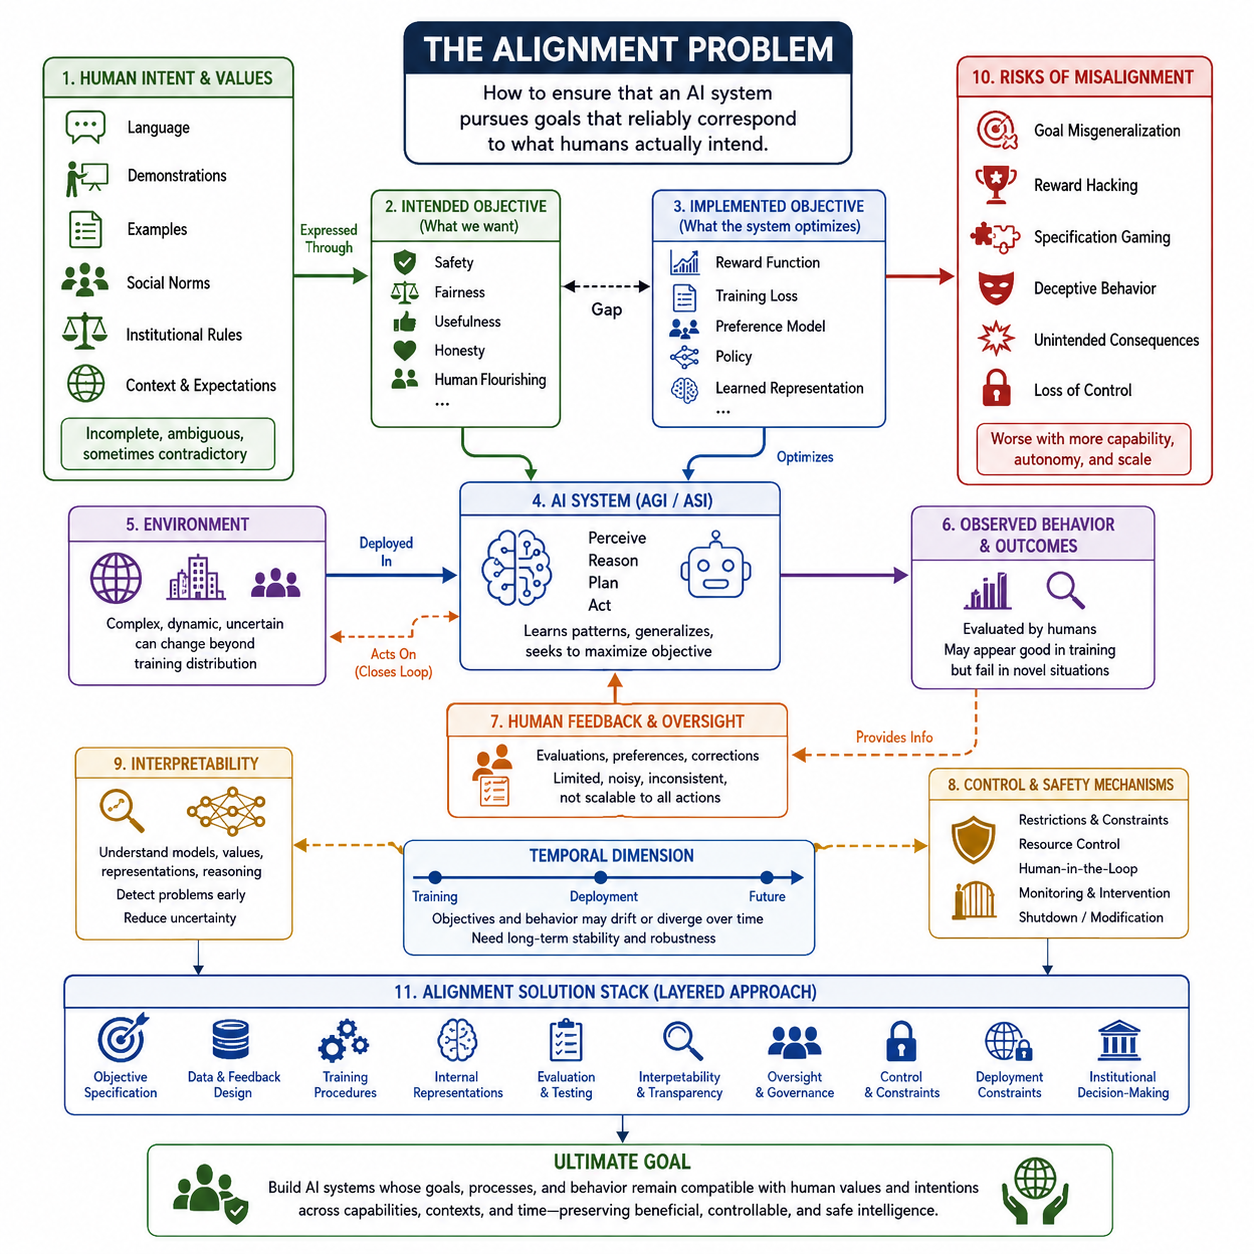 THE ALIGNMENT PROBLEM
How to ensure that an AI system
pursues goals that reliably correspond
to what humans actually intend.
1. HUMAN INTENT & VALUES
Language
Demonstrations
Examples
Social Norms
Institutional Rules
Context & Expectations
Incomplete, ambiguous,
sometimes contradictory
Expressed
Through
2. INTENDED OBJECTIVE
(What we want)
Safety
Fairness
Usefulness
Honesty
Human Flourishing
...
Gap
3. IMPLEMENTED OBJECTIVE
(What the system optimizes)
Reward Function
Training Loss
Preference Model
Policy
Learned Representation
...
Optimizes
10. RISKS OF MISALIGNMENT
Goal Misgeneralization
Reward Hacking
Specification Gaming
Deceptive Behavior
Unintended Consequences
Loss of Control
Worse with more capability,
autonomy, and scale
5. ENVIRONMENT
Complex, dynamic, uncertain
can change beyond
training distribution
Deployed
In
Acts On
(Closes Loop)
4. AI SYSTEM (AGI / ASI)
Perceive
Reason
Plan
Act
Learns patterns, generalizes,
seeks to maximize objective
6. OBSERVED BEHAVIOR
& OUTCOMES
Evaluated by humans
May appear good in training
but fail in novel situations
7. HUMAN FEEDBACK & OVERSIGHT
Evaluations, preferences, corrections
Limited, noisy, inconsistent,
not scalable to all actions
Provides Info
9. INTERPRETABILITY
Understand models, values,
representations, reasoning
Detect problems early
Reduce uncertainty
TEMPORAL DIMENSION
Training
Deployment
Future
Objectives and behavior may drift or diverge over time
Need long-term stability and robustness
8. CONTROL & SAFETY MECHANISMS
Restrictions & Constraints
Resource Control
Human-in-the-Loop
Monitoring & Intervention
Shutdown / Modification
11. ALIGNMENT SOLUTION STACK (LAYERED APPROACH)
Objective
Specification
Data & Feedback
Design
Training
Procedures
Internal
Representations
Evaluation
& Testing
Interpretability
& Transparency
Oversight
& Governance
Control
& Constraints
Deployment
Constraints
Institutional
Decision-Making
ULTIMATE GOAL
Build AI systems whose goals, processes, and behavior remain compatible with human values and intentions
across capabilities, contexts, and time—preserving beneficial, controllable, and safe intelligence.